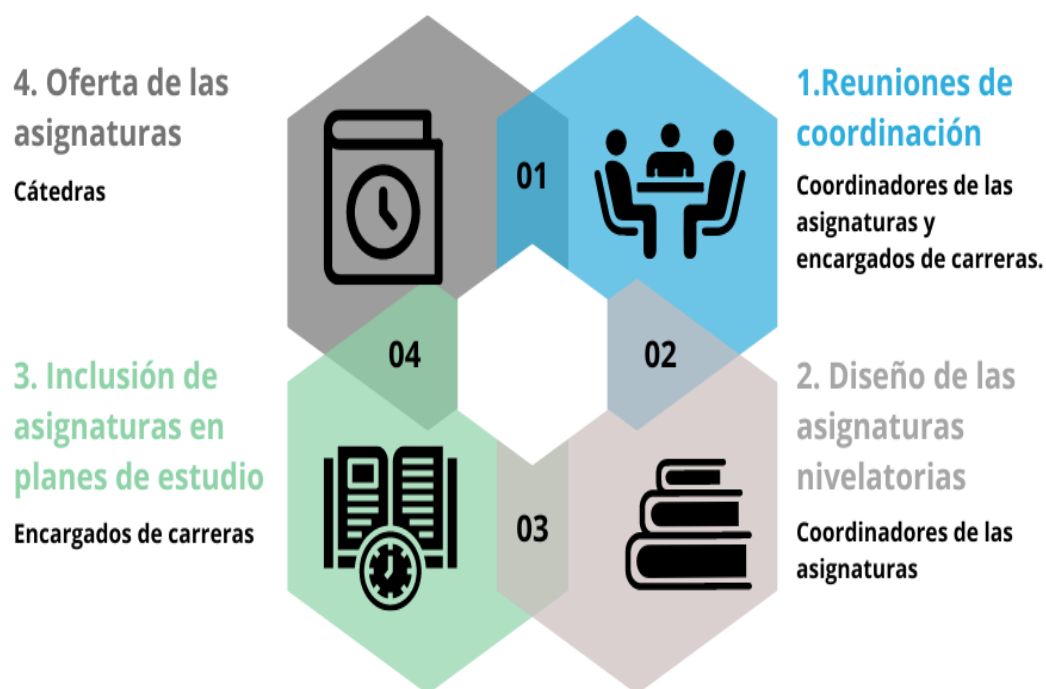 4. Oferta de las
asignaturas
Cátedras
01
1.Reuniones de
coordinación
Coordinadores de las
asignaturas y
encargados de carreras.
04
02
3. Inclusión de
asignaturas en
planes de estudio
Encargados de carreras
03
2. Diseño de las
asignaturas
nivelatorias
Coordinadores de las
asignaturas